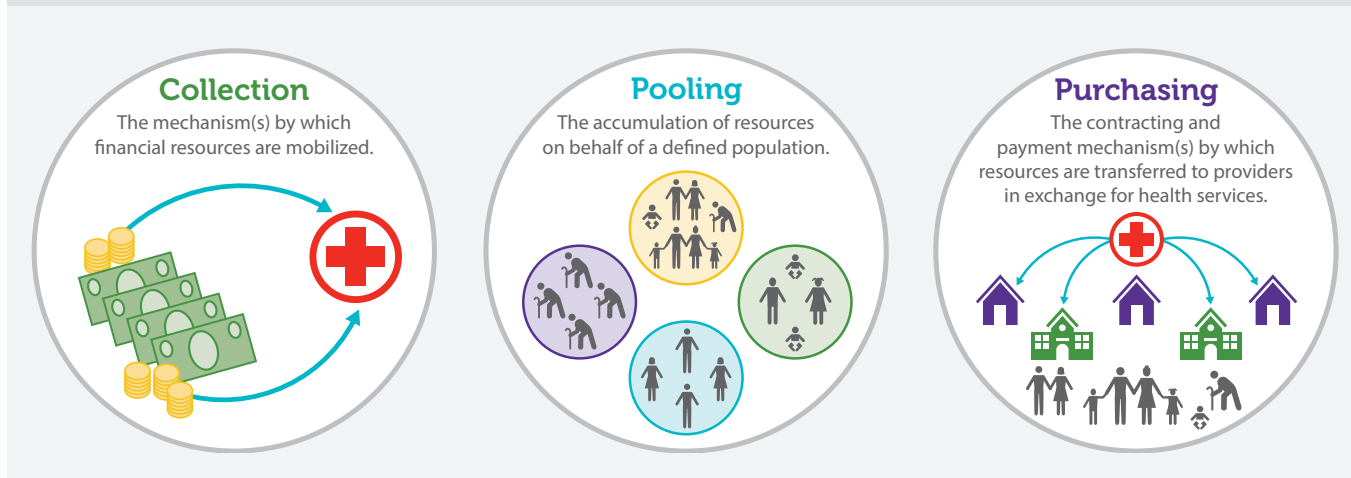 Collection
The mechanism(s) by which
financial resources are mobilized.
Pooling
The accumulation of resources
on behalf of a defined population.
Purchasing
The contracting and
payment mechanism(s) by which
resources are transferred to providers
in exchange for health services.